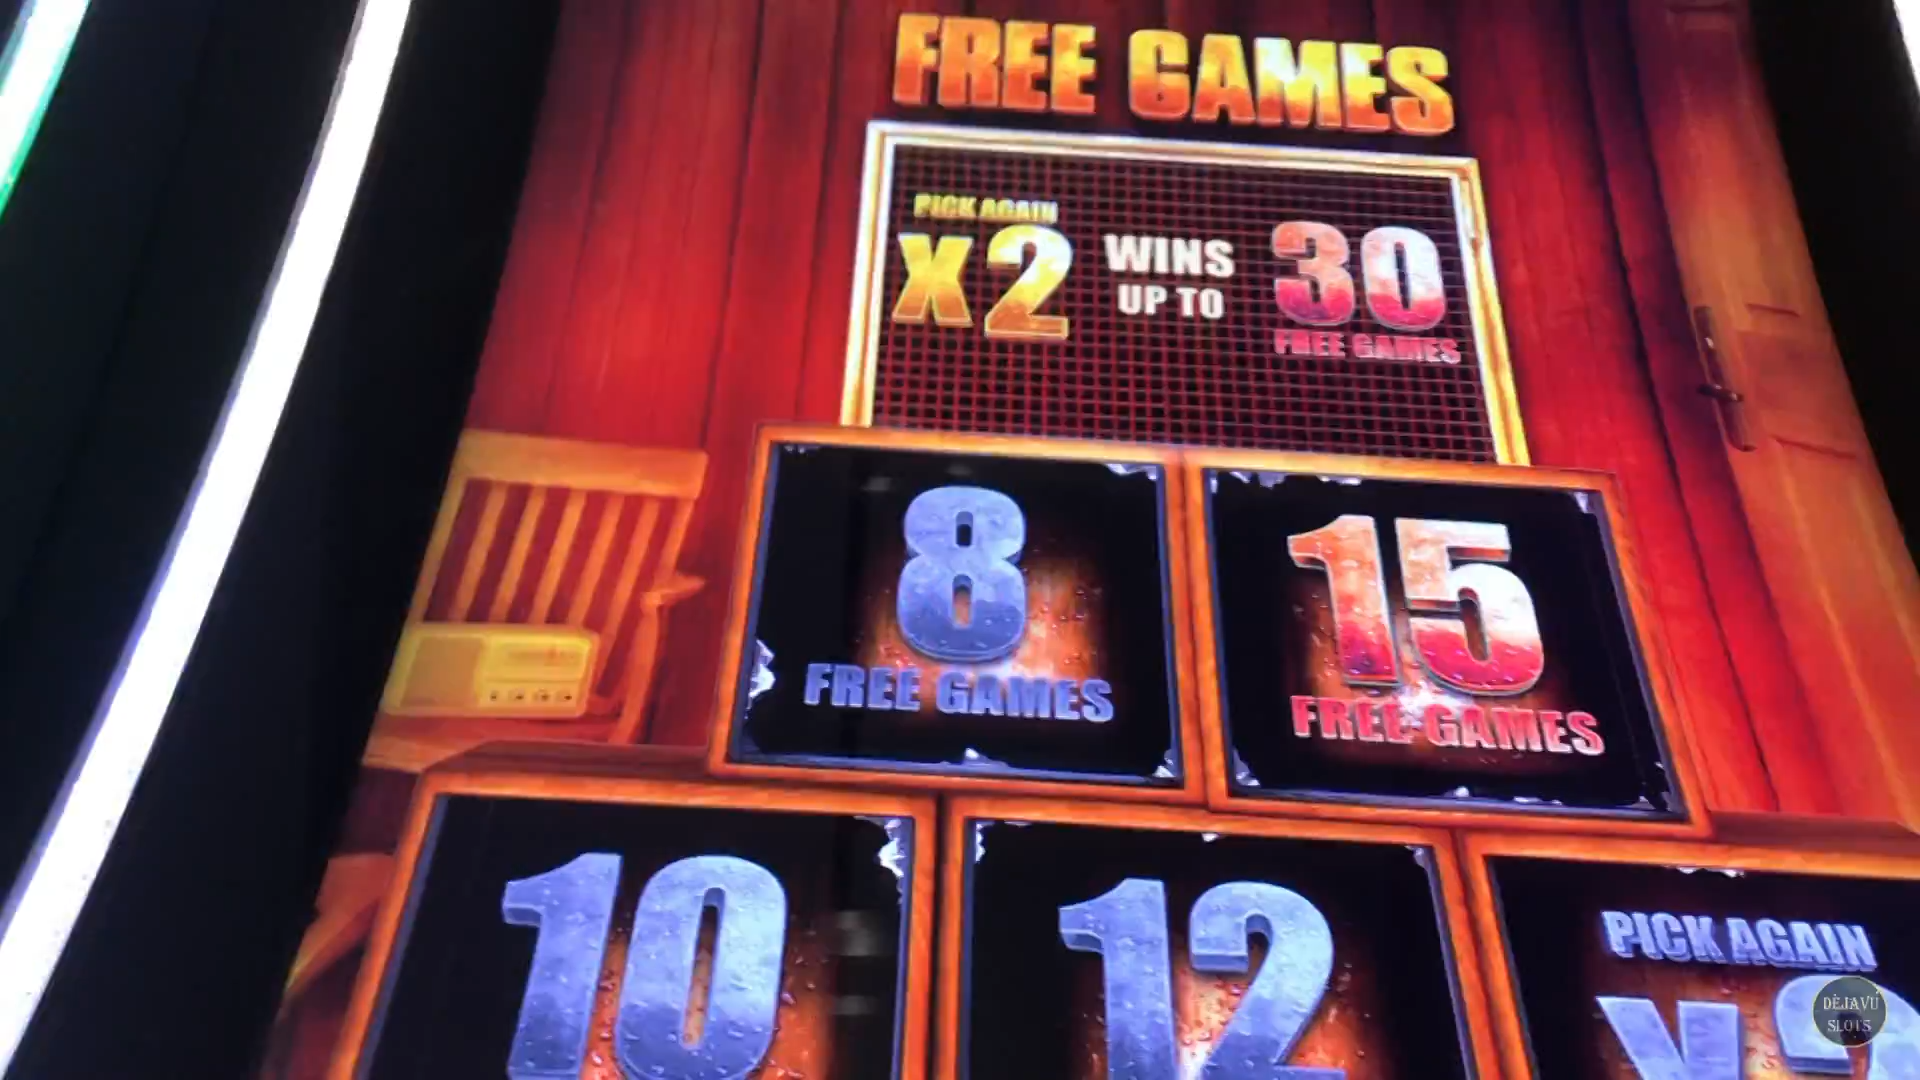 FREE GAMES
PICK AGAIN
X2
WINS
UP TO
30
FREE GAMES
8
FREE GAMES
15
FREE GAMES
10
12
PICK AGAIN
DÉJAVU
SLOTS